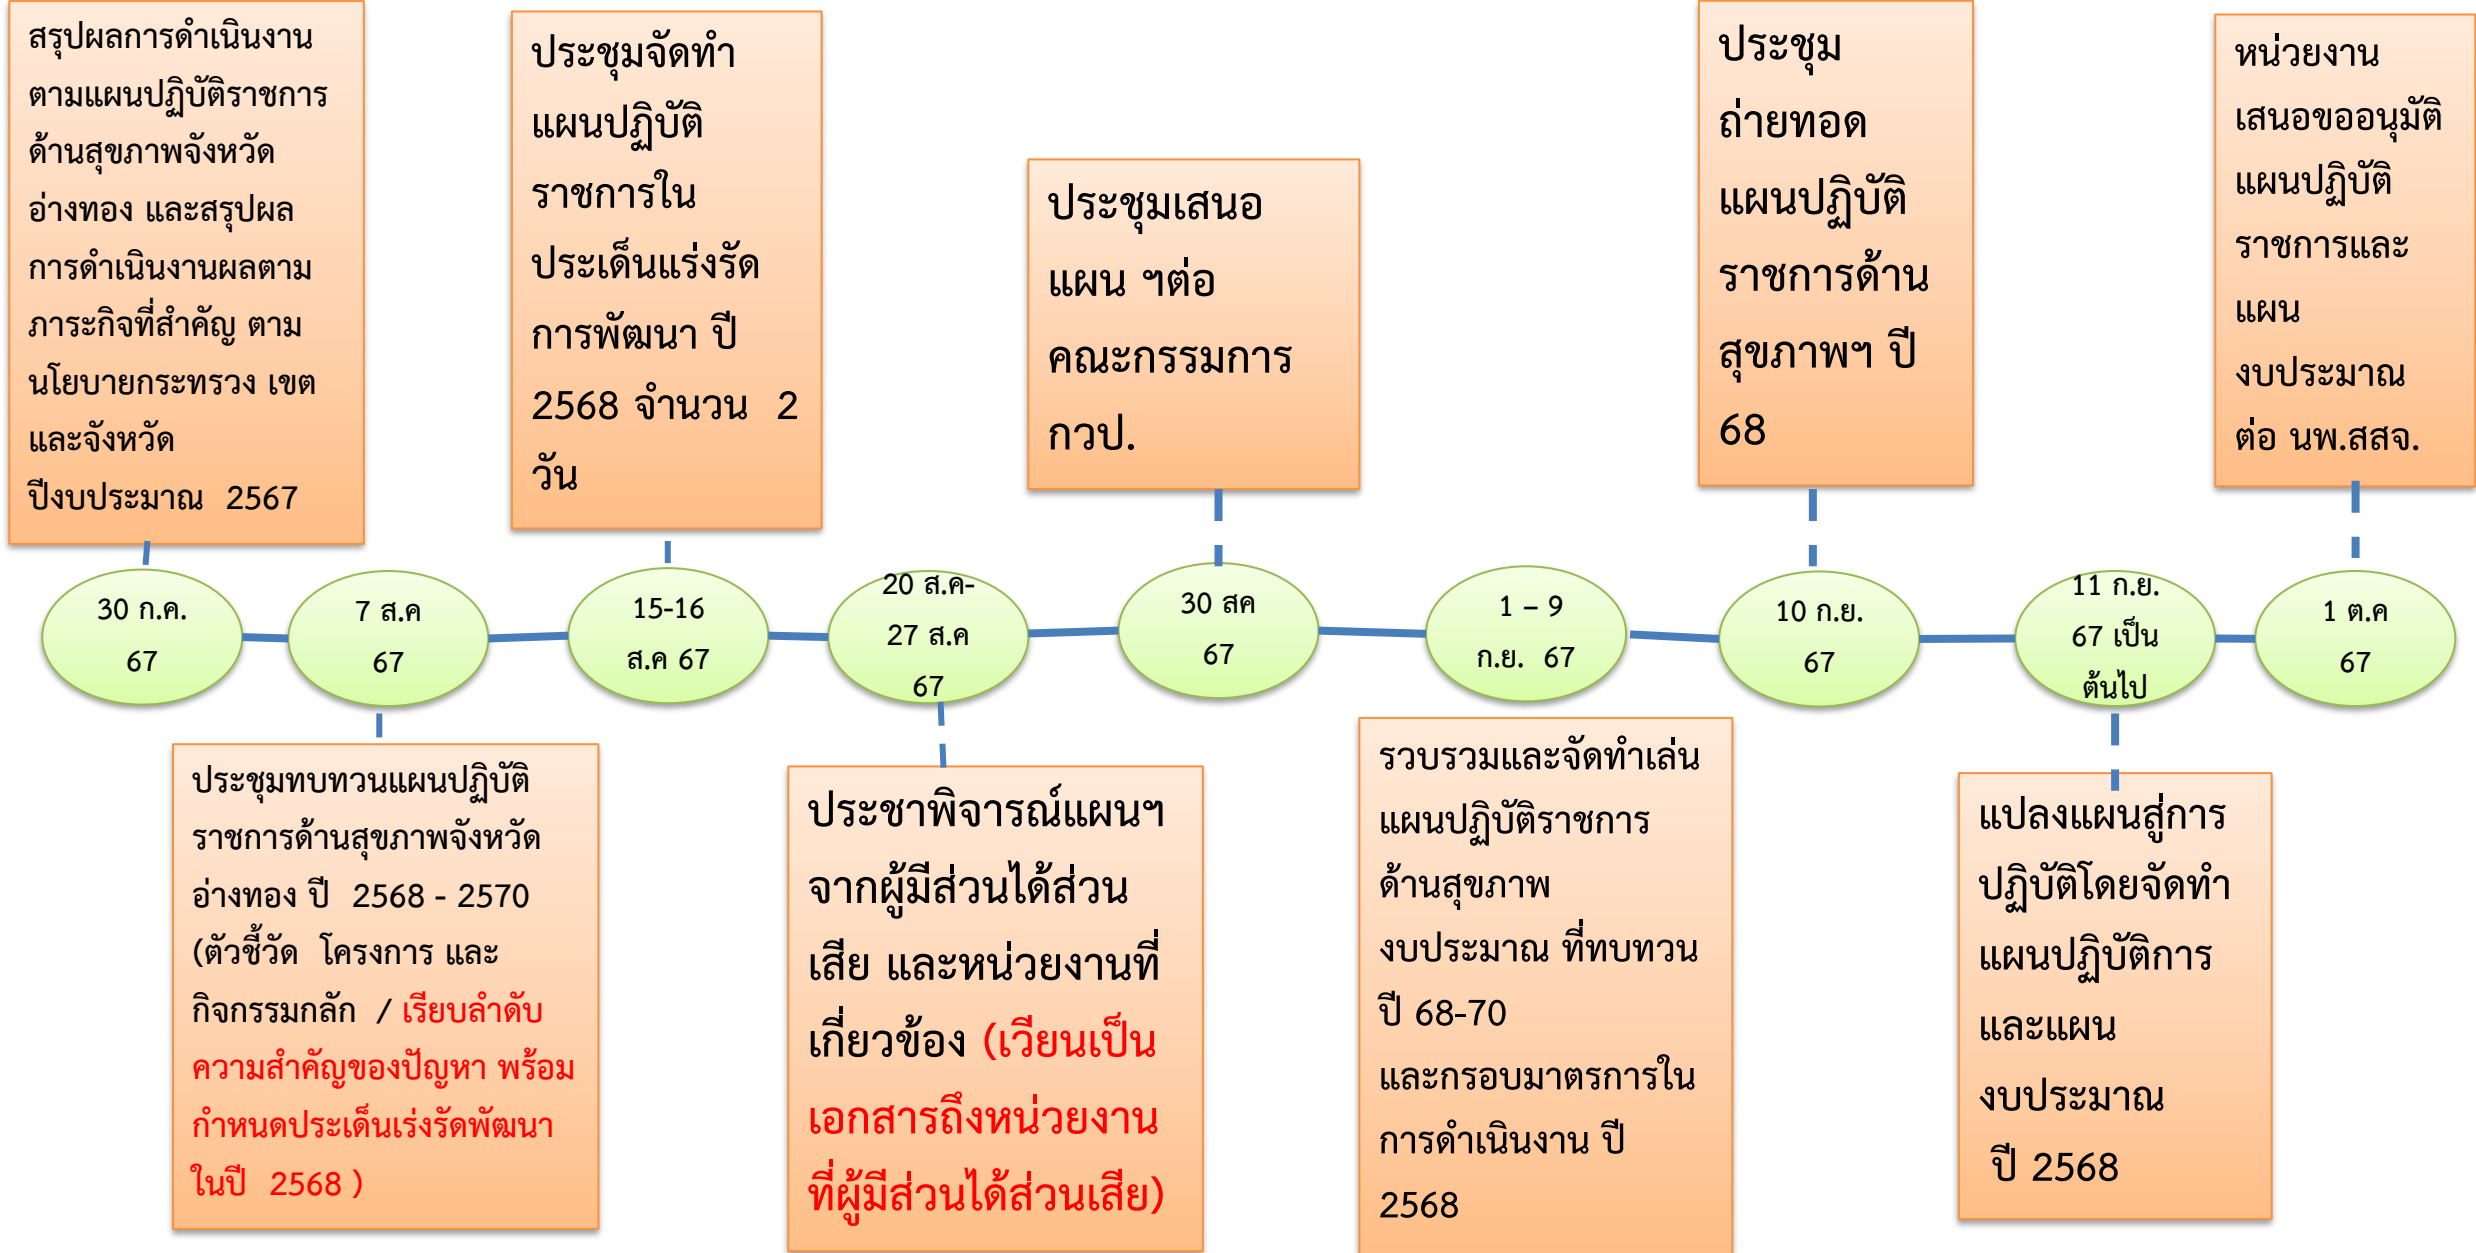 สรุปผลการดำเนินงาน
ตามแผนปฏิบัติราชการ
ด้านสุขภาพจังหวัด
อ่างทอง และสรุปผล
การดำเนินงานผลตาม
ภาระกิจที่สำคัญ ตาม
นโยบายกระทรวง เขต
และจังหวัด
ปีงบประมาณ 2567
ประชุมจัดทำ
แผนปฏิบัติ
ราชการใน
ประเด็นแร่งรัด
การพัฒนา ปี
2568 จำนวน 2
วัน
ประชุมเสนอ
แผน ฯต่อ
คณะกรรมการ
กวป.
ประชุม
ถ่ายทอด
แผนปฏิบัติ
ราชการด้าน
สุขภาพฯ ปี
68
หน่วยงาน
เสนอขออนุมัติ
แผนปฏิบัติ
ราชการและ
แผน
งบประมาณ
ต่อ นพ.สสจ.
30 ก.ค.
67
7 ส.ค
67
15-16
ส.ค 67
20 ส.ค-
27 ส.ค
67
30 สค
67
1 – 9
ก.ย. 67
10 ก.ย.
67
11 ก.ย.
67 เป็น
ต้นไป
1 ต.ค
67
ประชุมทบทวนแผนปฏิบัติ
ราชการด้านสุขภาพจังหวัด
อ่างทอง ปี 2568 - 2570
(ตัวชี้วัด โครงการ และ
กิจกรรมกลัก / เรียบลำดับ
ความสำคัญของปัญหา พร้อม
กำหนดประเด็นเร่งรัดพัฒนา
ในปี 2568 )
ประชาพิจารณ์แผนฯ
จากผู้มีส่วนได้ส่วน
เสีย และหน่วยงานที่
เกี่ยวข้อง (เวียนเป็น
เอกสารถึงหน่วยงาน
ที่ผู้มีส่วนได้ส่วนเสีย)
รวบรวมและจัดทำเล่น
แผนปฏิบัติราชการ
ด้านสุขภาพ
งบประมาณ ที่ทบทวน
ปี 68-70
และกรอบมาตรการใน
การดำเนินงาน ปี
2568
แปลงแผนสู่การ
ปฏิบัติโดยจัดทำ
แผนปฏิบัติการ
และแผน
งบประมาณ
ปี 2568